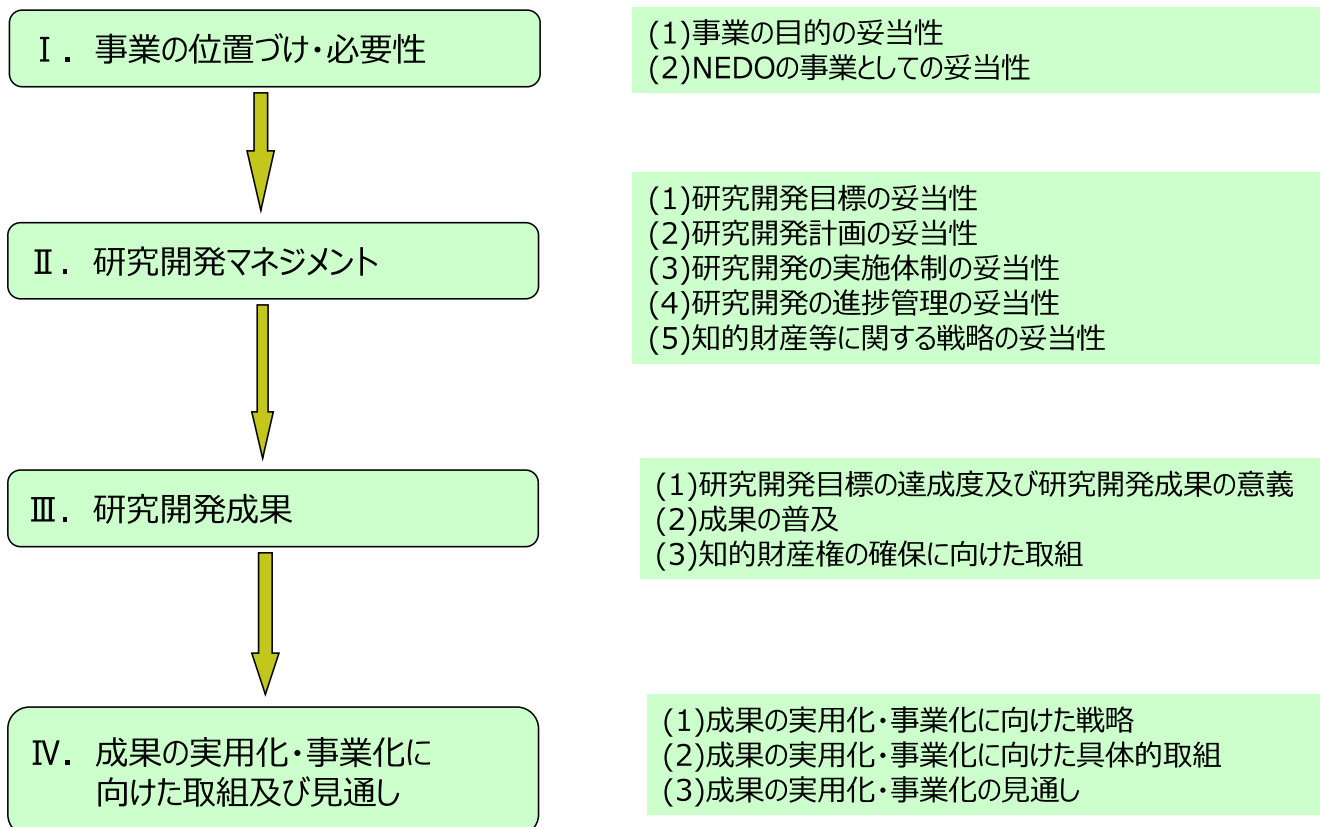 Ⅰ．事業の位置づけ・必要性
(1)事業の目的の妥当性
(2)NEDOの事業としての妥当性
Ⅱ．研究開発マネジメント
(1)研究開発目標の妥当性
(2)研究開発計画の妥当性
(3)研究開発の実施体制の妥当性
(4)研究開発の進捗管理の妥当性
(5)知的財産等に関する戦略の妥当性
Ⅲ．研究開発成果
(1)研究開発目標の達成度及び研究開発成果の意義
(2)成果の普及
(3)知的財産権の確保に向けた取組
Ⅳ．成果の実用化・事業化に
向けた取組及び見通し
(1)成果の実用化・事業化に向けた戦略
(2)成果の実用化・事業化に向けた具体的取組
(3)成果の実用化・事業化の見通し